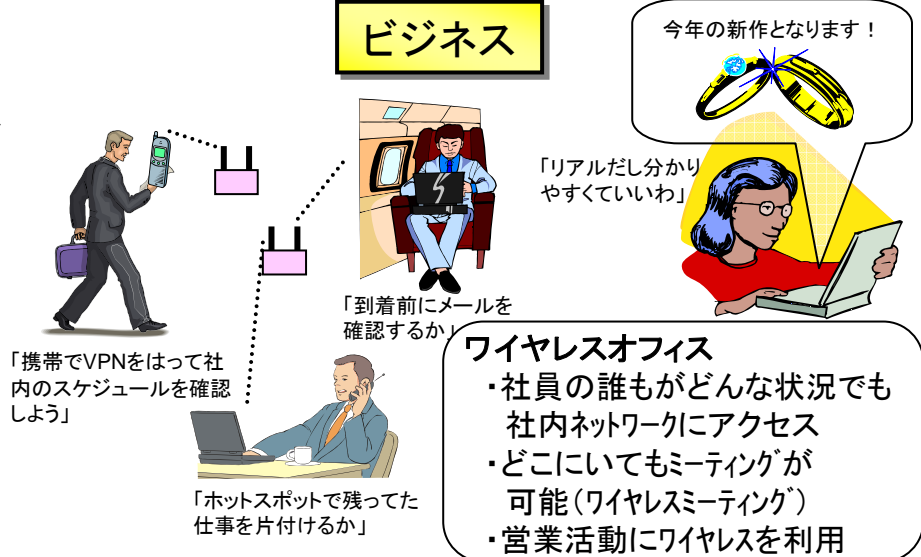 ビジネス
今年の新作となります！
「リアルだし分かり
やすくていいわ」
「到着前にメールを
確認するか」
「携帯でVPNをはって社
内のスケジュールを確認
しよう」
「ホットスポットで残ってた
仕事を片付けるか」
ワイヤレスオフィス
・社員の誰もがどんな状況でも
社内ﾈｯﾄﾜｰｸにアクセス
・どこにいてもﾐｰﾃｨﾝｸﾞが
可能（ﾜｲﾔﾚｽﾐｰﾃｨﾝｸﾞ）
・営業活動にﾜｲﾔﾚｽを利用